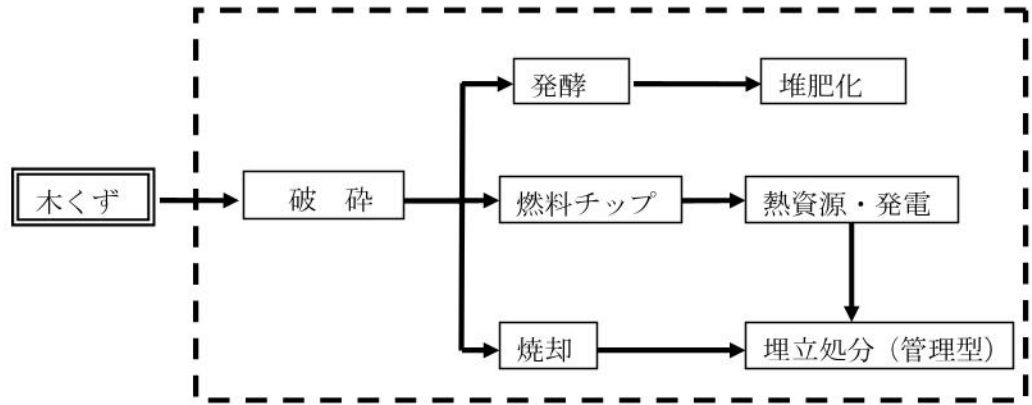 発酵
堆肥化
木くず
破　砕
燃料チップ
熱資源・発電
焼却
埋立処分（管理型）